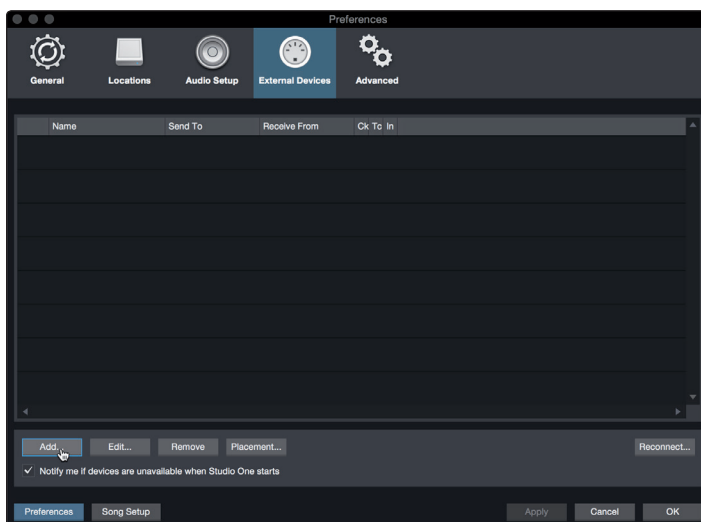 Preferences
General Locations Audio Setup External Devices Advanced
Name Send To Receive From Ck Tc In
Add... Edit... Remove Placement... Reconnect...
Notify me if devices are unavailable when Studio One starts
Preferences Song Setup Apply Cancel OK